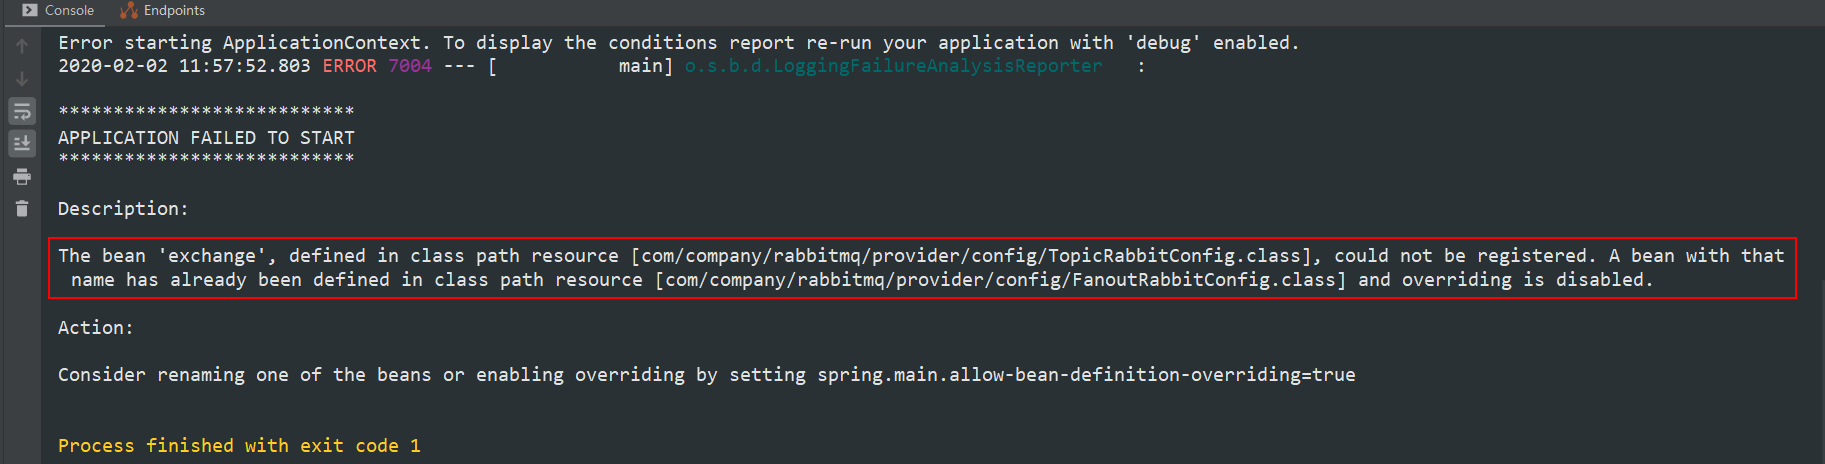 Console Endpoints
Error starting ApplicationContext. To display the conditions report re-run your application with 'debug' enabled.
2020-02-02 11:57:52.803 ERROR 7004 --- [           main] o.s.b.d.LoggingFailureAnalysisReporter   :
***************************
APPLICATION FAILED TO START
***************************
Description:
The bean 'exchange', defined in class path resource [com/company/rabbitmq/provider/config/TopicRabbitConfig.class], could not be registered. A bean with that
name has already been defined in class path resource [com/company/rabbitmq/provider/config/FanoutRabbitConfig.class] and overriding is disabled.
Action:
Consider renaming one of the beans or enabling overriding by setting spring.main.allow-bean-definition-overriding=true
Process finished with exit code 1